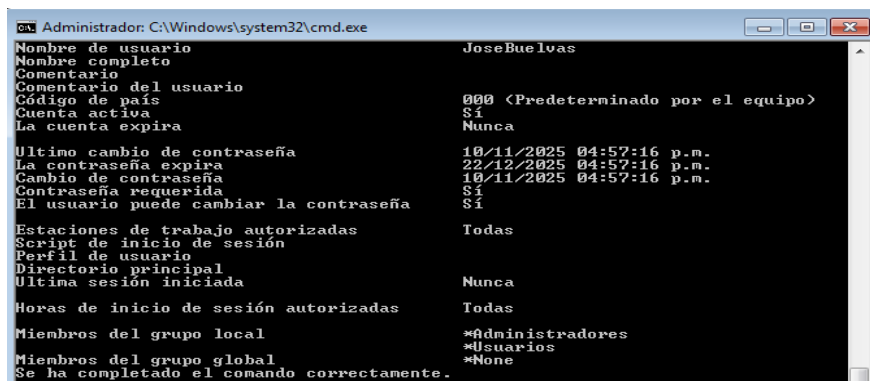 Administrador: C:\Windows\system32\cmd.exe
Nombre de usuario JoseBuelvas
Nombre completo
Comentario
Comentario del usuario
Código de país 000 (Predeterminado por el equipo)
Cuenta activa Sí
La cuenta expira Nunca
Ultimo cambio de contraseña 10/11/2025 04:57:16 p.m.
La contraseña expira 22/12/2025 04:57:16 p.m.
Cambio de contraseña 10/11/2025 04:57:16 p.m.
Contraseña requerida Sí
El usuario puede cambiar la contraseña Sí
Estaciones de trabajo autorizadas Todas
Script de inicio de sesión
Perfil de usuario
Directorio principal
Ultima sesión iniciada Nunca
Horas de inicio de sesión autorizadas Todas
Miembros del grupo local *Administradores
*Usuarios
Miembros del grupo global *None
Se ha completado el comando correctamente.